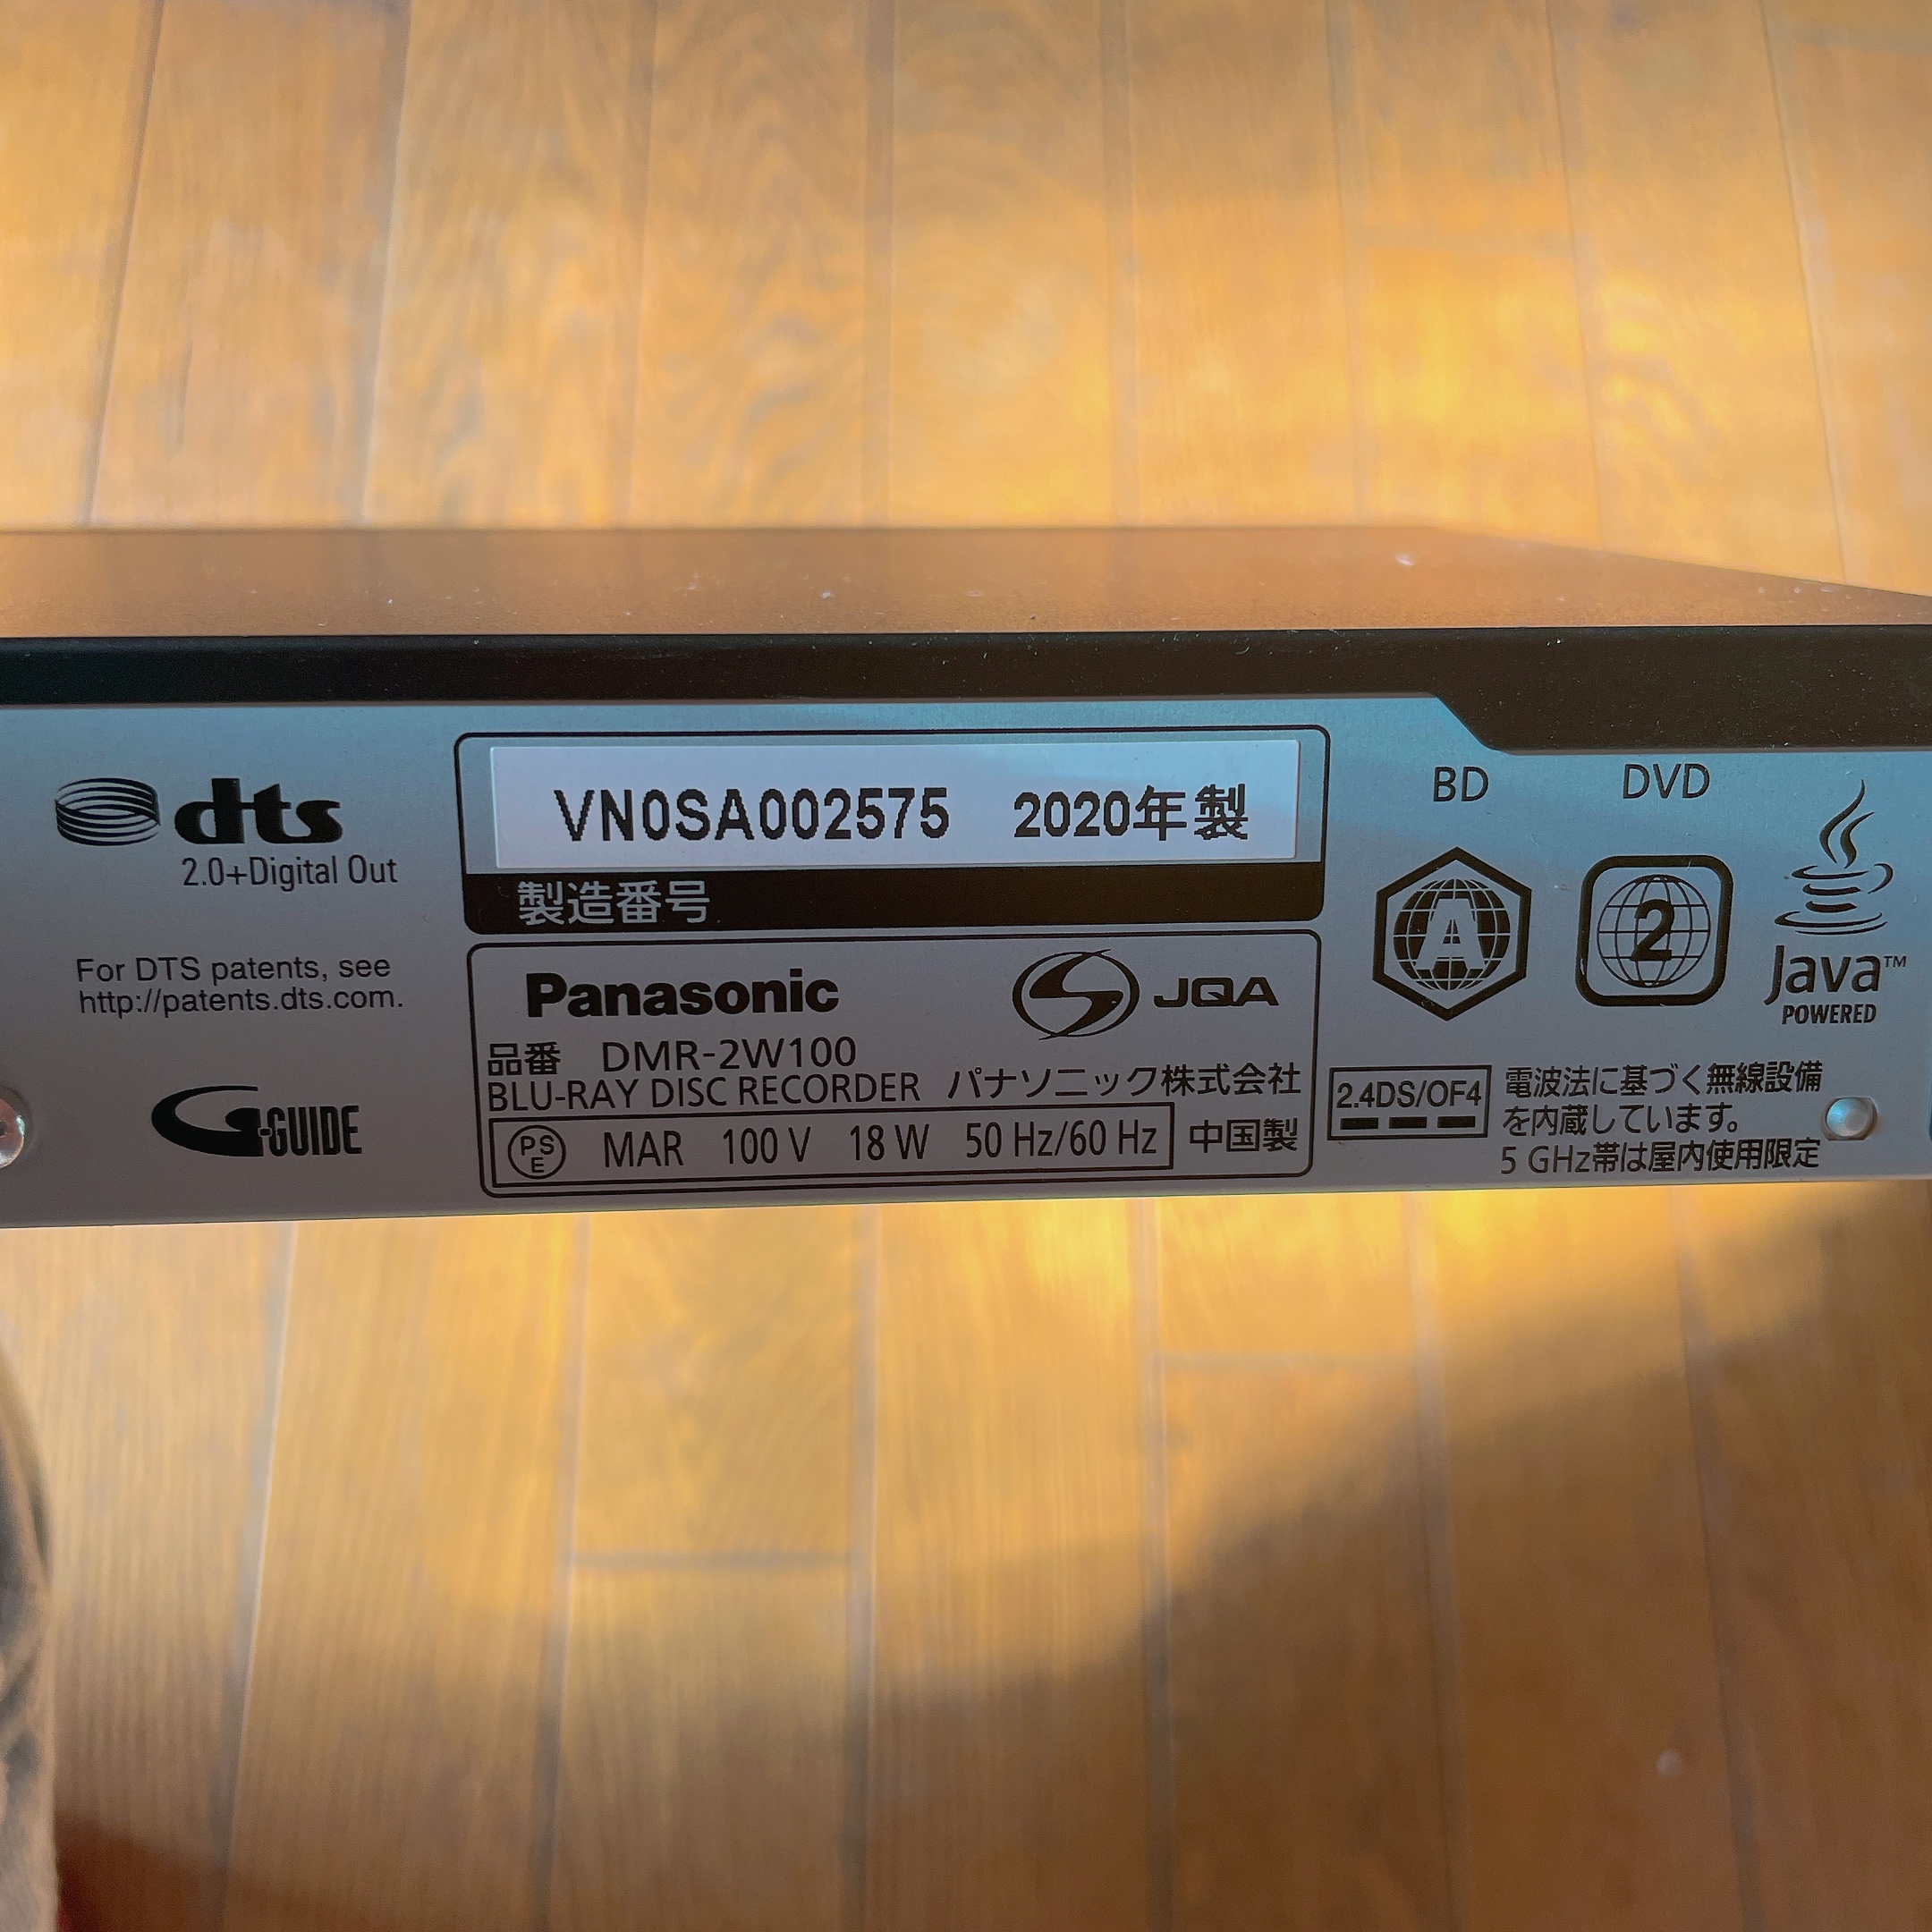 dts
2.0+Digital Out
For DTS patents, see
http://patents.dts.com.
G-GUIDE
VN0SA002575 2020年製
製造番号
Panasonic
JQA
品番 DMR-2W100
BLU-RAY DISC RECORDER パナソニック株式会社
PS E MAR 100 V 18 W 50 Hz/60 Hz 中国製
BD
A
DVD
2
Java™
POWERED
2.4DS/OF4
電波法に基づく無線設備
を内蔵しています。
5 GHz帯は屋内使用限定